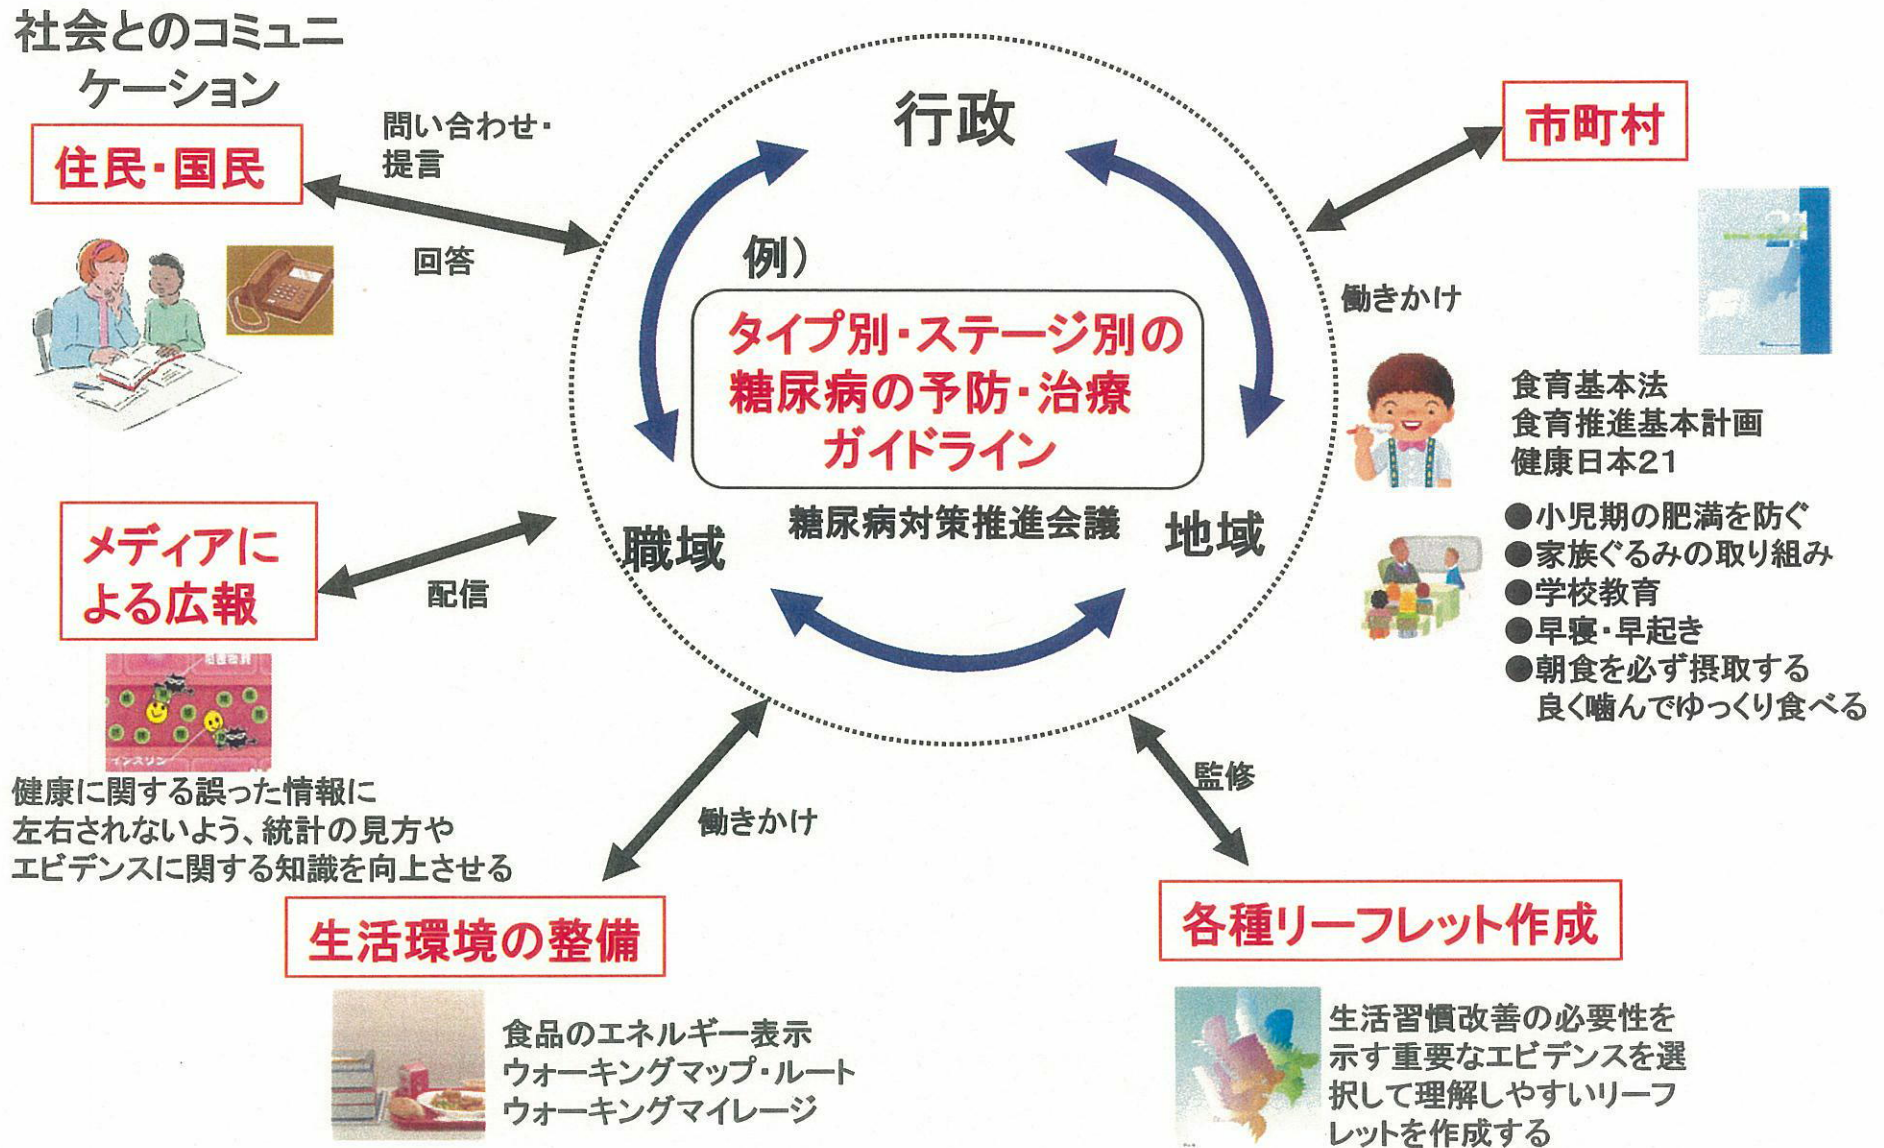 社会とのコミュニ
ケーション
住民・国民
問い合わせ・
提言
回答
行政
市町村
働きかけ
例）
タイプ別・ステージ別の
糖尿病の予防・治療
ガイドライン
糖尿病対策推進会議
職域
地域
食育基本法
食育推進基本計画
健康日本21
●小児期の肥満を防ぐ
●家族ぐるみの取り組み
●学校教育
●早寝・早起き
●朝食を必ず摂取する
良く噛んでゆっくり食べる
メディアに
よる広報
配信
インスリン
健康に関する誤った情報に
左右されないよう、統計の見方や
エビデンスに関する知識を向上させる
働きかけ
監修
生活環境の整備
食品のエネルギー表示
ウォーキングマップ・ルート
ウォーキングマイレージ
各種リーフレット作成
生活習慣改善の必要性を
示す重要なエビデンスを選
択して理解しやすいリーフ
レットを作成する